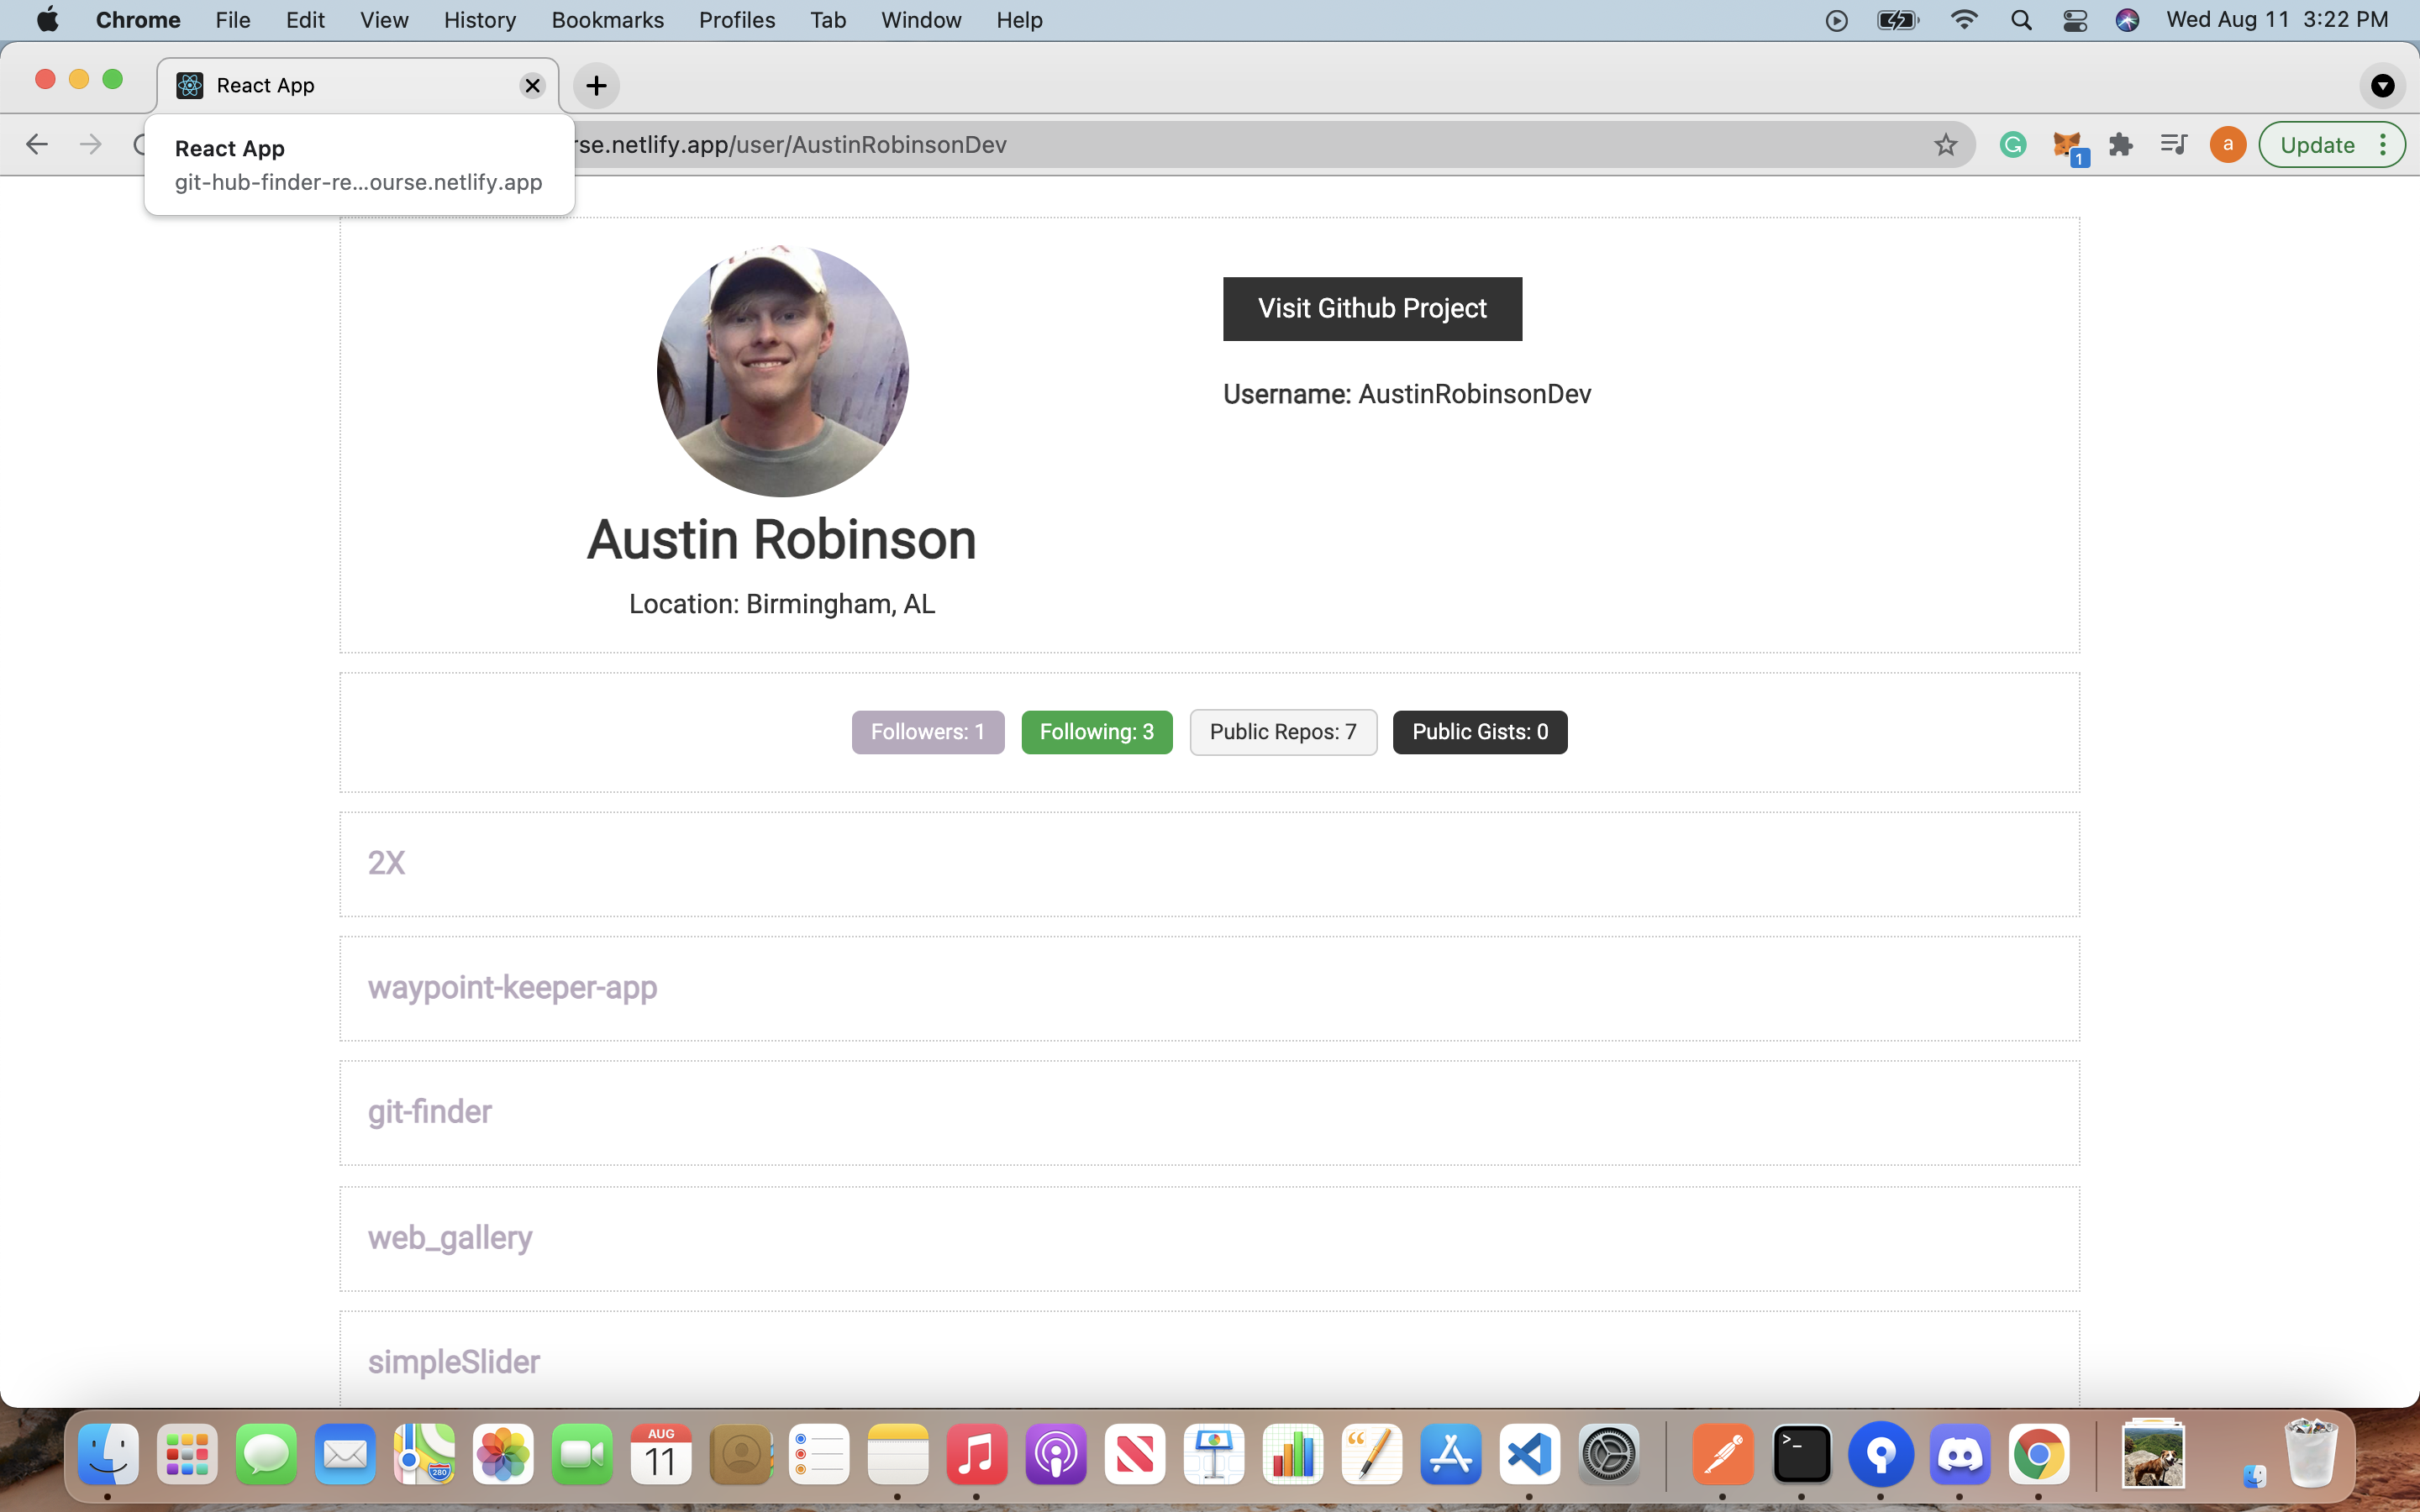 Chrome File Edit View History Bookmarks Profiles Tab Window Help Wed Aug 11 3:22 PM
React App
rse.netlify.app/user/AustinRobinsonDev 1 a Update
React App
git-hub-finder-re...ourse.netlify.app
Visit Github Project
Username: AustinRobinsonDev
Austin Robinson
Location: Birmingham, AL
Followers: 1 Following: 3 Public Repos: 7 Public Gists: 0
2X
waypoint-keeper-app
git-finder
web_gallery
simpleSlider
AUG
11
280
>_